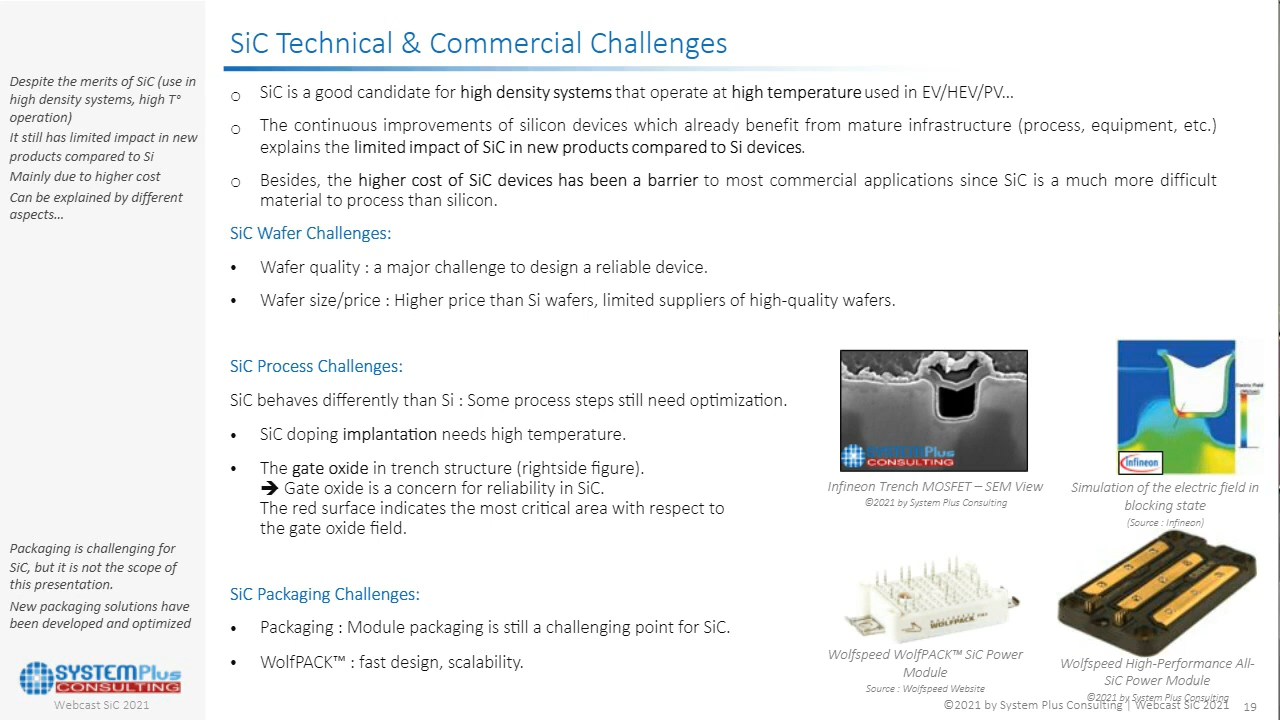 SiC Technical & Commercial Challenges
Despite the merits of SiC (use in
high density systems, high T°
operation)
It still has limited impact in new
products compared to Si
Mainly due to higher cost
Can be explained by different
aspects…
o SiC is a good candidate for high density systems that operate at high temperature used in EV/HEV/PV…
o The continuous improvements of silicon devices which already benefit from mature infrastructure (process, equipment, etc.)
explains the limited impact of SiC in new products compared to Si devices.
o Besides, the higher cost of SiC devices has been a barrier to most commercial applications since SiC is a much more difficult
material to process than silicon.
SiC Wafer Challenges:
• Wafer quality : a major challenge to design a reliable device.
• Wafer size/price : Higher price than Si wafers, limited suppliers of high-quality wafers.
SiC Process Challenges:
SiC behaves differently than Si : Some process steps still need optimization.
• SiC doping implantation needs high temperature.
• The gate oxide in trench structure (rightside figure).
➔ Gate oxide is a concern for reliability in SiC.
The red surface indicates the most critical area with respect to
the gate oxide field.
SYSTEMPlus
CONSULTING
Infineon Trench MOSFET – SEM View
©2021 by System Plus Consulting
Electric Field
infineon
Simulation of the electric field in
blocking state
(Source : Infineon)
Packaging is challenging for
SiC, but it is not the scope of
this presentation.
New packaging solutions have
been developed and optimized
SiC Packaging Challenges:
• Packaging : Module packaging is still a challenging point for SiC.
• WolfPACK™ : fast design, scalability.
WOLFPACK
Wolfspeed WolfPACK™ SiC Power
Module
Source : Wolfspeed Website
Wolfspeed High-Performance All-
SiC Power Module
©2021 by System Plus Consulting
SYSTEMPlus
CONSULTING
Webcast SiC 2021
©2021 by System Plus Consulting | Webcast SiC 2021 19